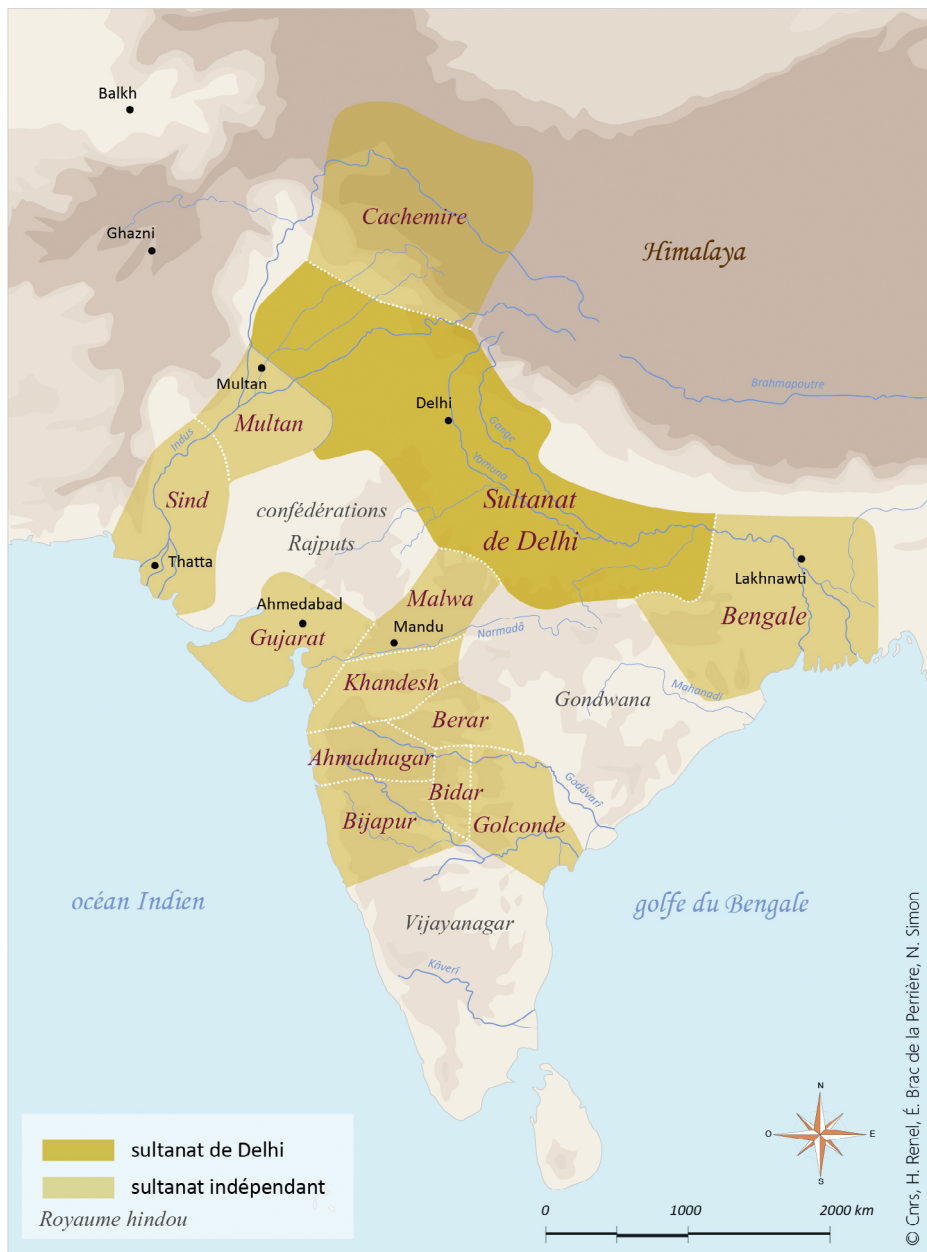 Balkh
Cachemire
Ghazni
Himalaya
Multan
Brahmapoutre
Delhi
Gange
Multan
Indus
Yamuna
Sind
Sultanat
de Delhi
confédérations
Rajputs
Thatta
Lakhnawti
Ahmedabad
Malwa
Bengale
Gujarat
Mandu
Narmadâ
Khandesh
Mahanadi
Gondwana
Berar
Ahmadnagar
Godâvarî
Bidar
Bijapur
Golconde
océan Indien
golfe du Bengale
Vijayanagar
Kâverî
© Cnrs, H. Renel, É. Brac de la Perrière, N. Simon
N
O
E
S
sultanat de Delhi
sultanat indépendant
Royaume hindou
0 1000 2000 km